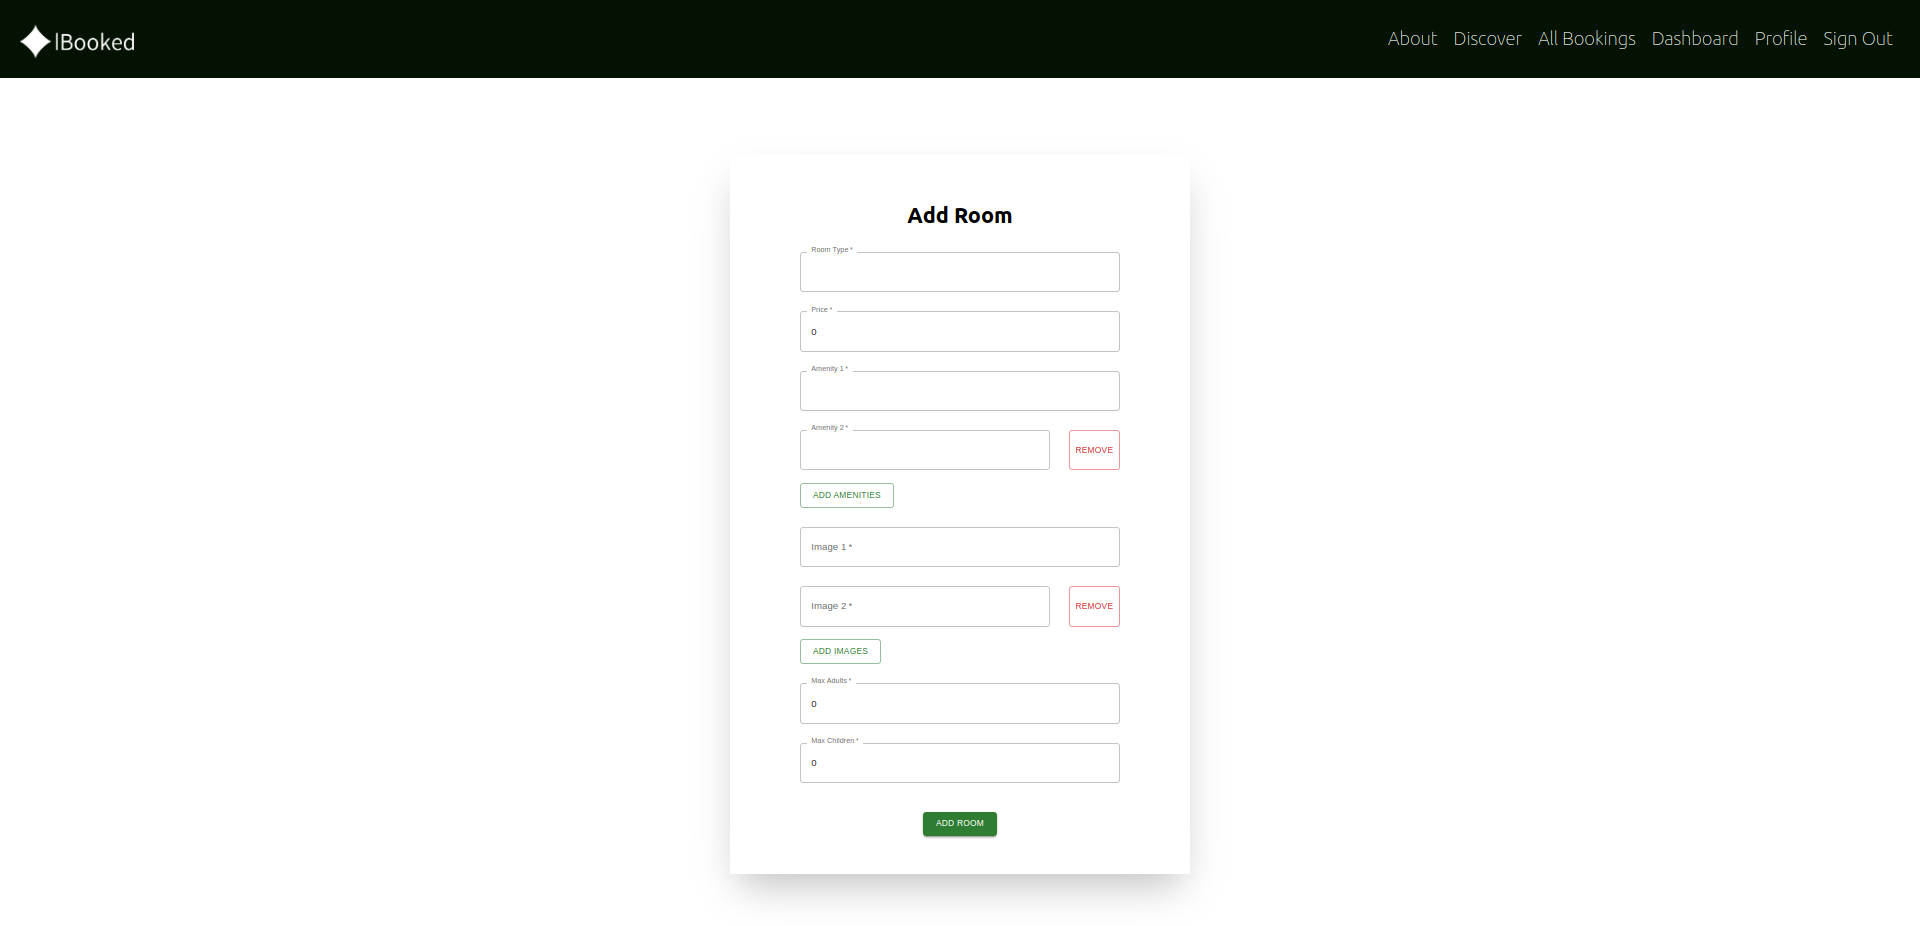 |Booked
About Discover All Bookings Dashboard Profile Sign Out
Add Room
Room Type *
Price *
0
Amenity 1 *
Amenity 2 *
REMOVE
ADD AMENITIES
Image 1 *
Image 2 *
REMOVE
ADD IMAGES
Max Adults *
0
Max Children *
0
ADD ROOM